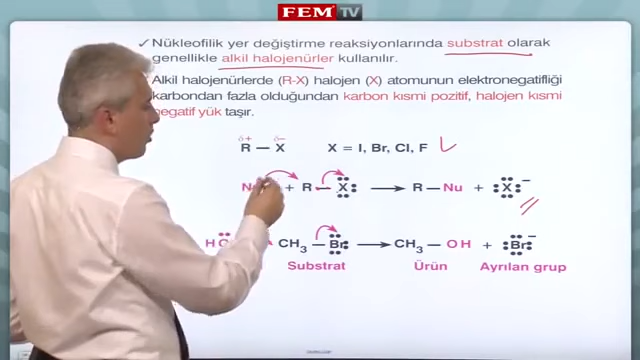 FEM TV
✓ Nükleofilik yer değiştirme reaksiyonlarında substrat olarak
genellikle alkil halojenürler kullanılır.
Alkil halojenürlerde (R-X) halojen (X) atomunun elektronegatifliği
karbondan fazla olduğundan karbon kısmi pozitif, halojen kısmi
negatif yük taşır.
δ+ δ−
R — X X = I, Br, Cl, F
+ R — X: → R — Nu + :X: −
CH3 — Br: → CH3 — OH + :Br: −
Substrat Ürün Ayrılan grup